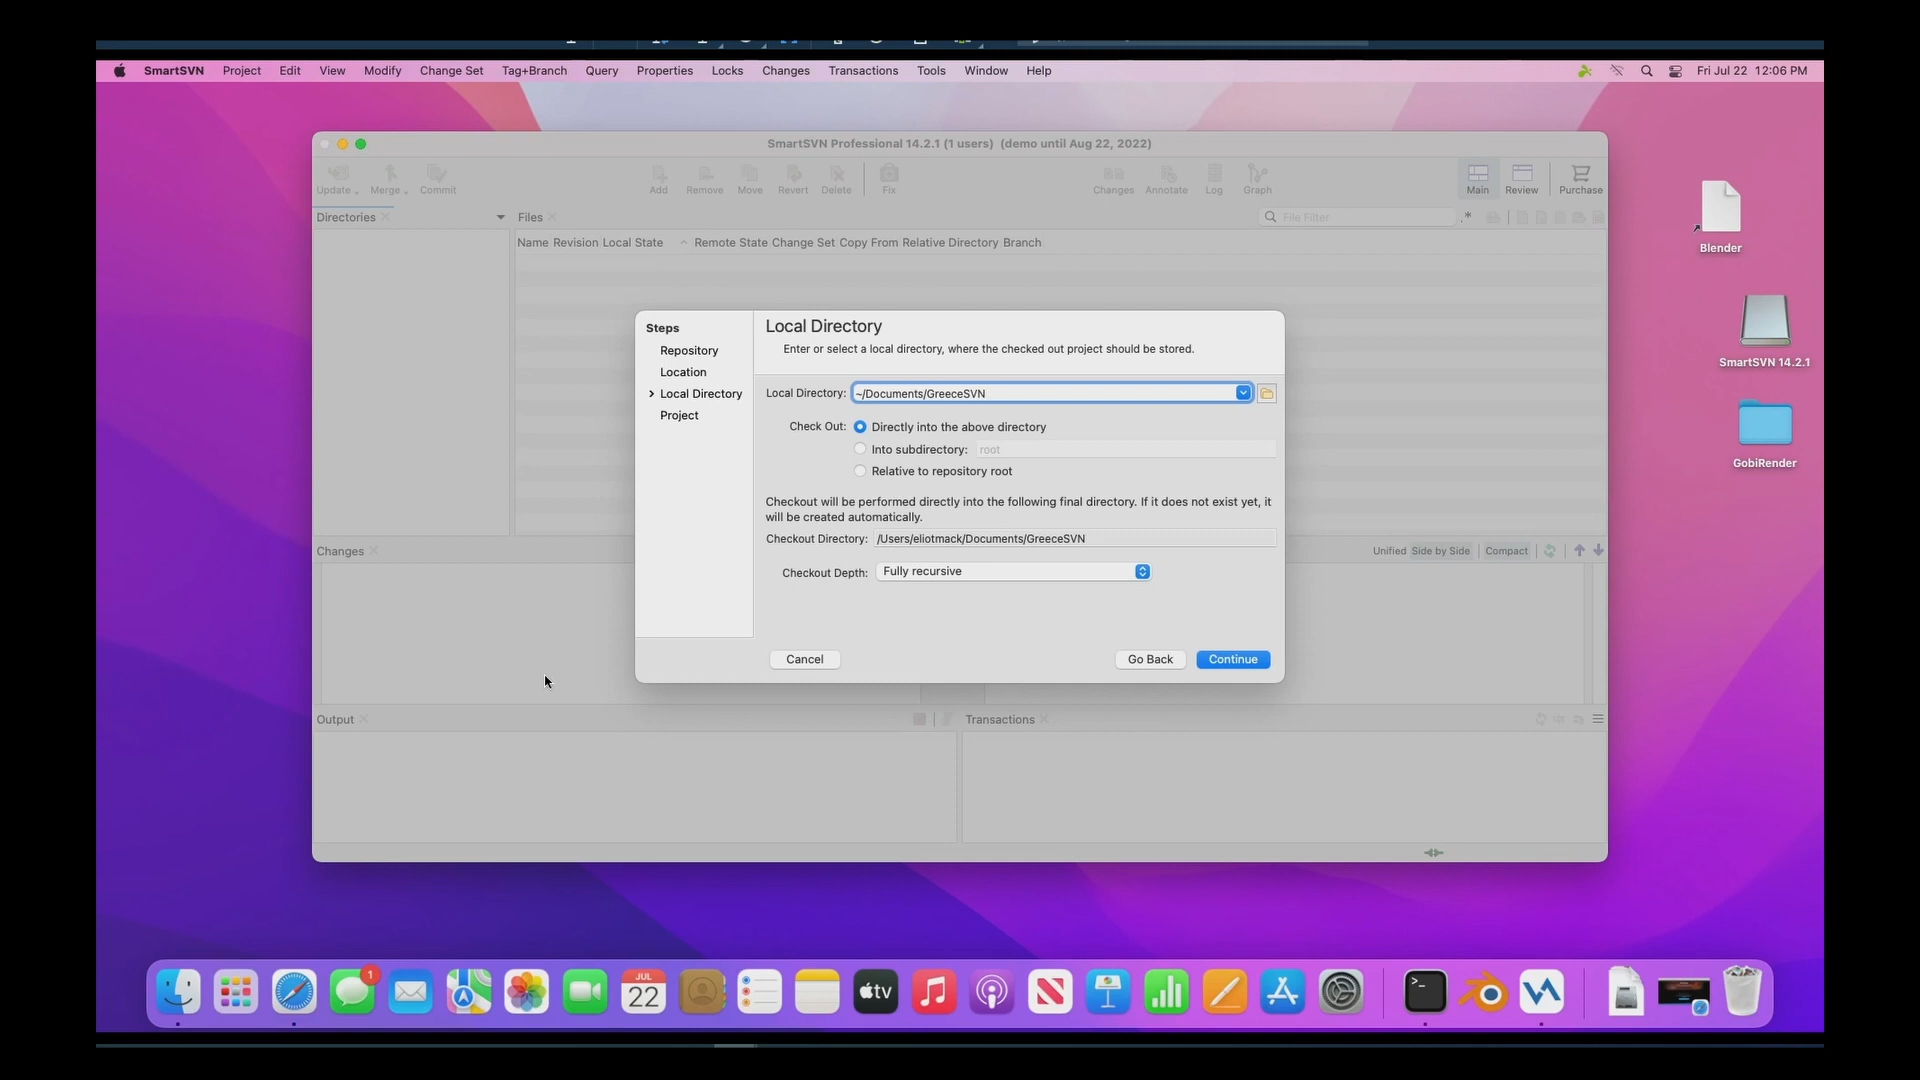 SmartSVN Project Edit View Modify Change Set Tag+Branch Query Properties Locks Changes Transactions Tools Window Help
Fri Jul 22 12:06 PM
SmartSVN Professional 14.2.1 (1 users) (demo until Aug 22, 2022)
Update Merge Commit Add Remove Move Revert Delete Fix Changes Annotate Log Graph Main Review Purchase
Directories
Files
File Filter
.*
Name Revision Local State Remote State Change Set Copy From Relative Directory Branch
Blender
SmartSVN 14.2.1
GobiRender
Steps
Repository
Location
Local Directory
Project
Local Directory
Enter or select a local directory, where the checked out project should be stored.
Local Directory: ~/Documents/GreeceSVN
Check Out: Directly into the above directory
Into subdirectory: root
Relative to repository root
Checkout will be performed directly into the following final directory. If it does not exist yet, it
will be created automatically.
Checkout Directory: /Users/eliotmack/Documents/GreeceSVN
Checkout Depth: Fully recursive
Cancel Go Back Continue
Changes
Unified Side by Side Compact
Output
Transactions
1
JUL
22
tv
>_